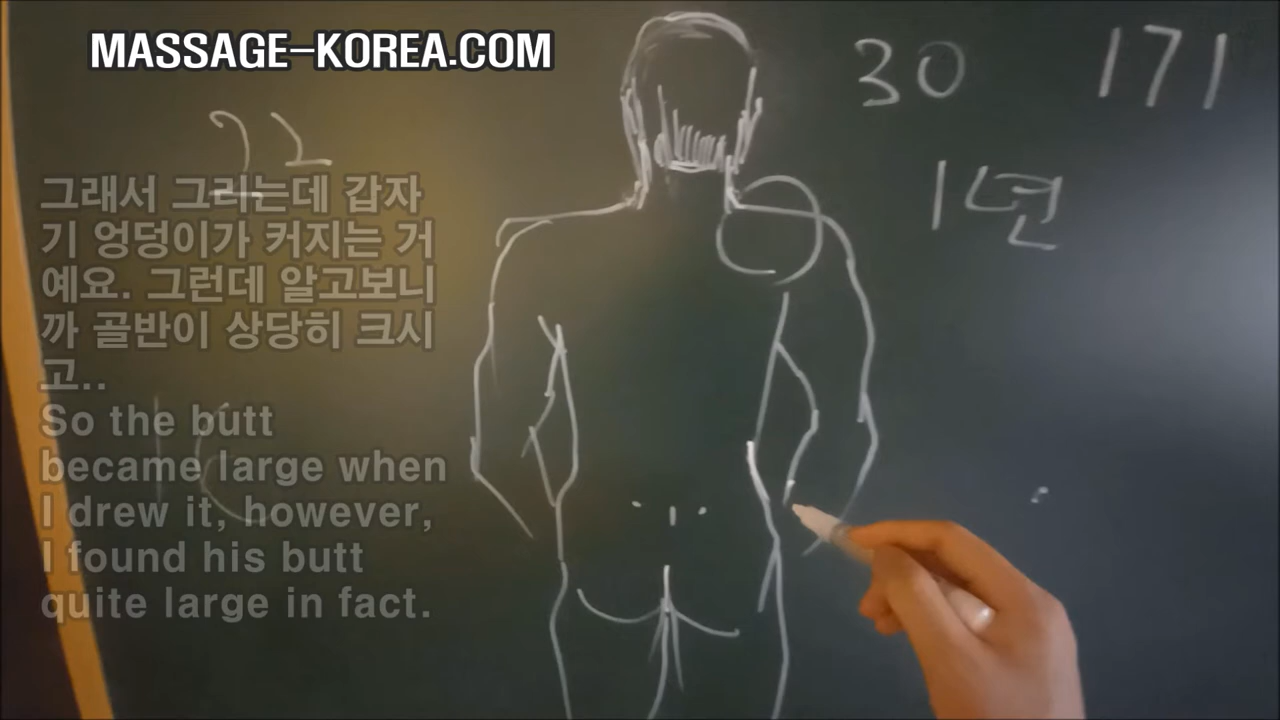 MASSAGE-KOREA.COM
30 171
1년
그래서 그리는데 갑자
기 엉덩이가 커지는 거
예요. 그런데 알고보니
까 골반이 상당히 크시
고..
So the butt
became large when
I drew it, however,
I found his butt
quite large in fact.